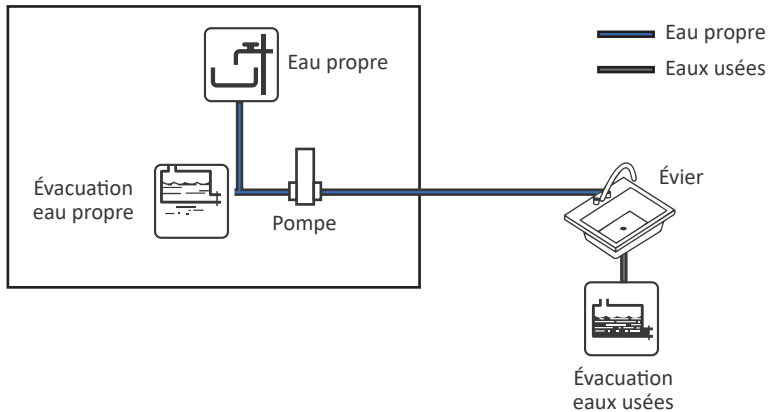 Eau propre
Eaux usées
Eau propre
Évacuation
eau propre
Pompe
Évier
Évacuation
eaux usées